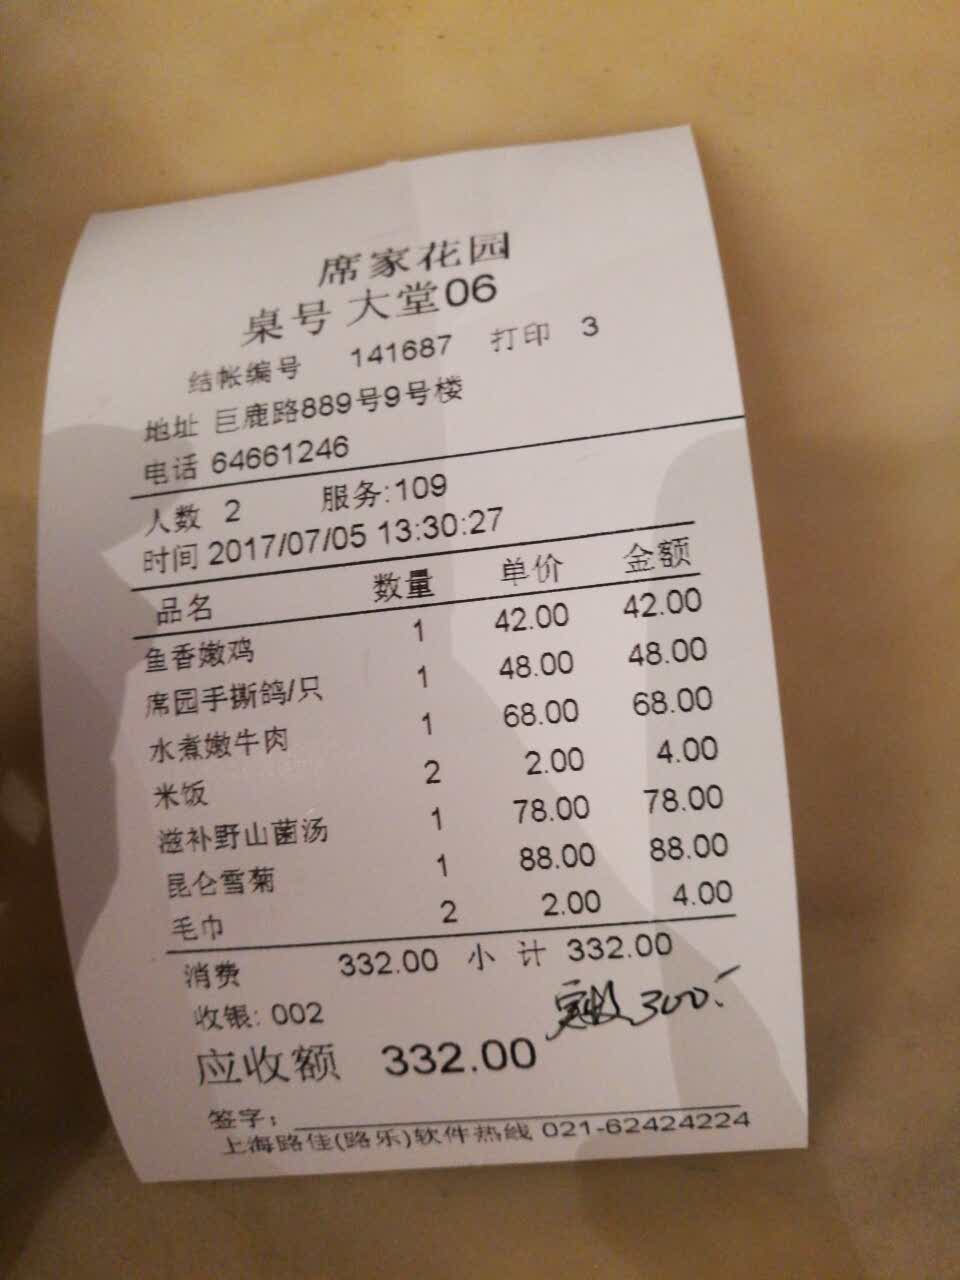 席家花园
桌号 大堂06
结帐编号 141687 打印 3
地址 巨鹿路889号9号楼
电话 64661246
人数 2 服务:109
时间 2017/07/05 13:30:27
品名 数量 单价 金额
鱼香嫩鸡 1 42.00 42.00
席园手撕鸽/只 1 48.00 48.00
水煮嫩牛肉 1 68.00 68.00
米饭 2 2.00 4.00
滋补野山菌汤 1 78.00 78.00
昆仑雪菊 1 88.00 88.00
毛巾 2 2.00 4.00
消费 332.00 小 计 332.00
收银: 002
实收300.-
应收额 332.00
签字:
上海路佳(路乐)软件热线 021-62424224